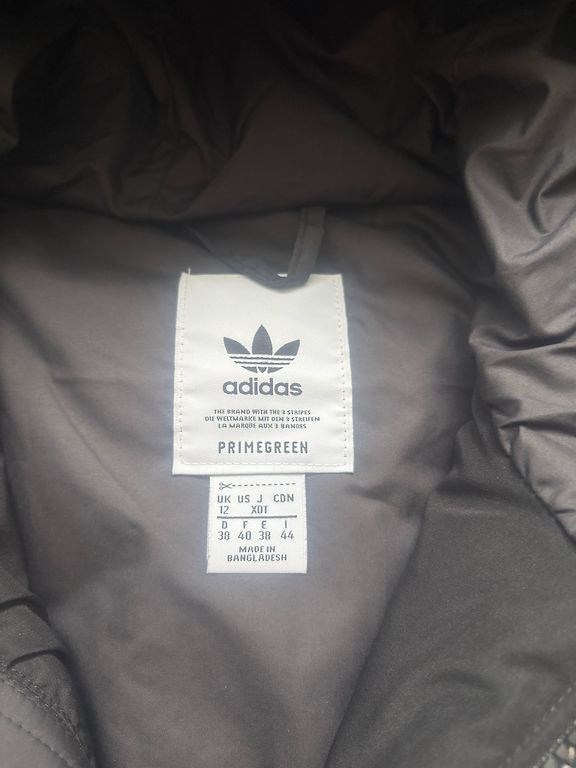 adidas
THE BRAND WITH THE 3 STRIPES
DIE WELTMARKE MIT DEN 3 STREIFEN
LA MARQUE AUX 3 BANDES
PRIMEGREEN
UK US J CDN
12 XOT
D F E I
38 40 38 44
MADE IN
BANGLADESH